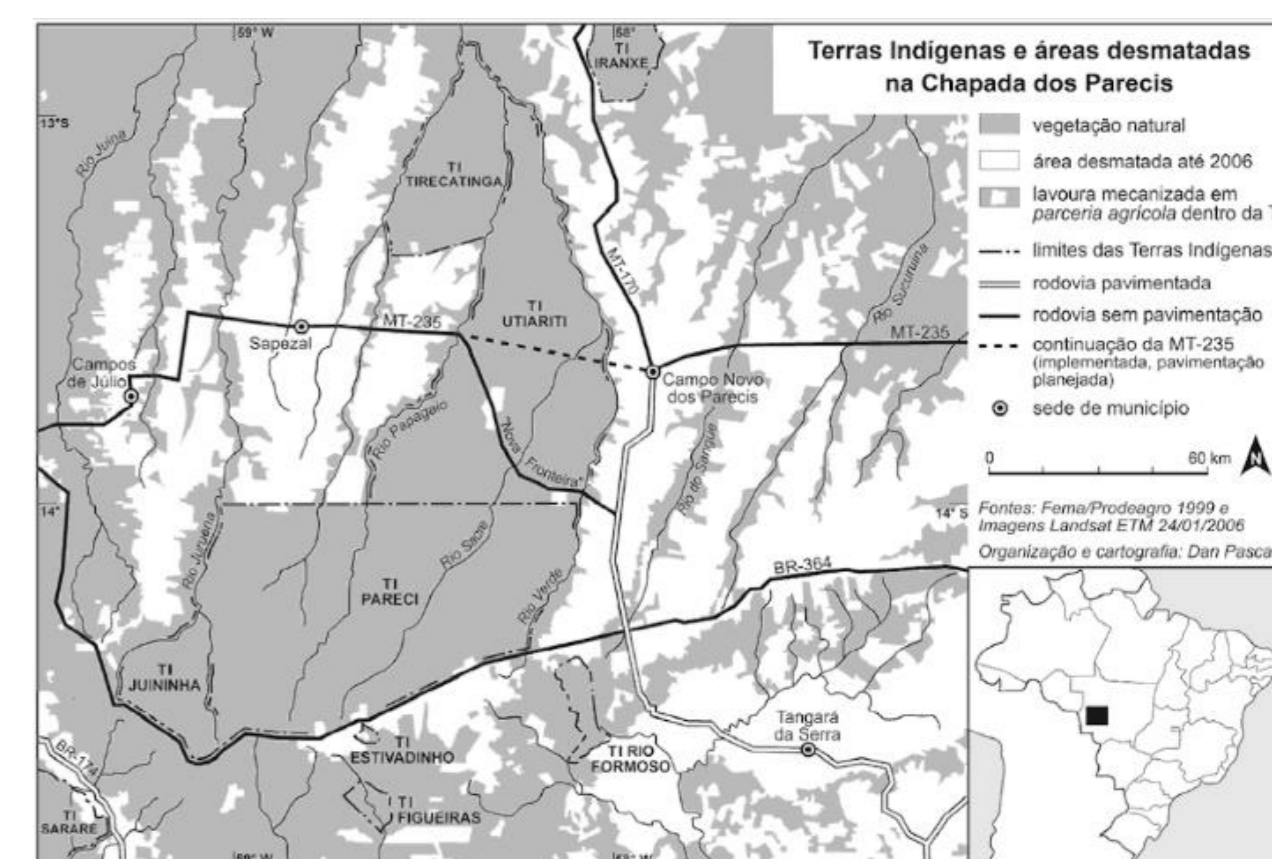 Terras Indígenas e áreas desmatadas
na Chapada dos Parecis
vegetação natural
área desmatada até 2006
lavoura mecanizada em
parceria agrícola dentro da T
limites das Terras Indígenas
rodovia pavimentada
rodovia sem pavimentação
continuação da MT-235
(implementada, pavimentação
planejada)
sede de município
0 60 km
N
Fontes: Fema/Prodeagro 1999 e
Imagens Landsat ETM 24/01/2006
Organização e cartografia: Dan Pasca
59° W
58°
TI
IRANXE
13°S
Rio Juína
TI
TIRECATINGA
MT-170
TI
UTIARITI
Rio Sucuruina
MT-235
Sapezal
MT-235
Campos
de Júlio
Campo Novo
dos Parecis
Rio Papagaio
"Nova Fronteira"
Rio do Sangue
14°
14° S
Rio Juruena
Rio Sacre
BR-364
TI
PARECI
Rio Verde
TI
JUININHA
Tangará
da Serra
BR-174
TI
ESTIVADINHO
TI RIO
FORMOSO
TI
FIGUEIRAS
TI
SARARÉ
59° W
58° W